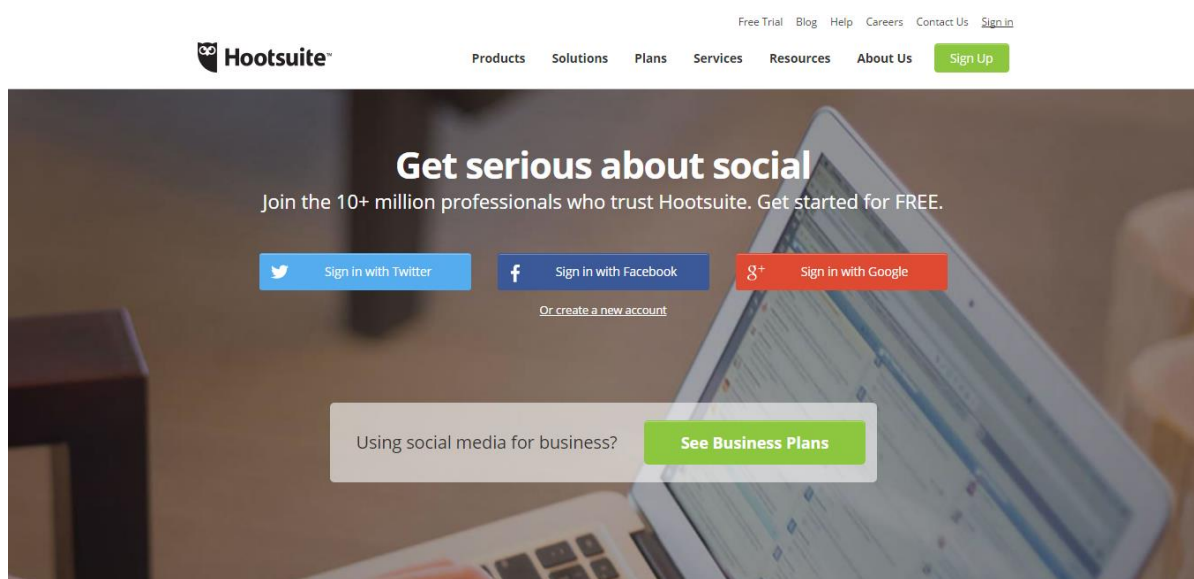 Free Trial Blog Help Careers Contact Us Sign in
Hootsuite™
Products Solutions Plans Services Resources About Us Sign Up
Get serious about social
Join the 10+ million professionals who trust Hootsuite. Get started for FREE.
Sign in with Twitter
f Sign in with Facebook
g+ Sign in with Google
Or create a new account
Using social media for business? See Business Plans